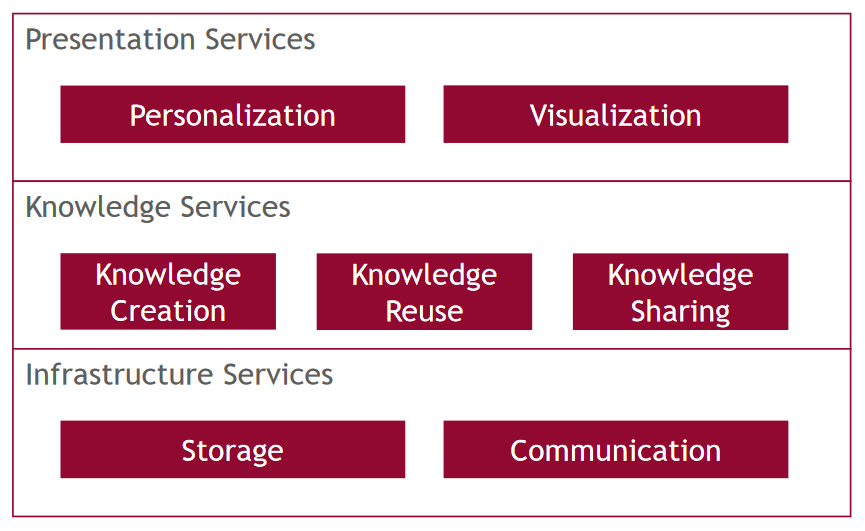 Presentation Services
Personalization
Visualization
Knowledge Services
Knowledge
Creation
Knowledge
Reuse
Knowledge
Sharing
Infrastructure Services
Storage
Communication